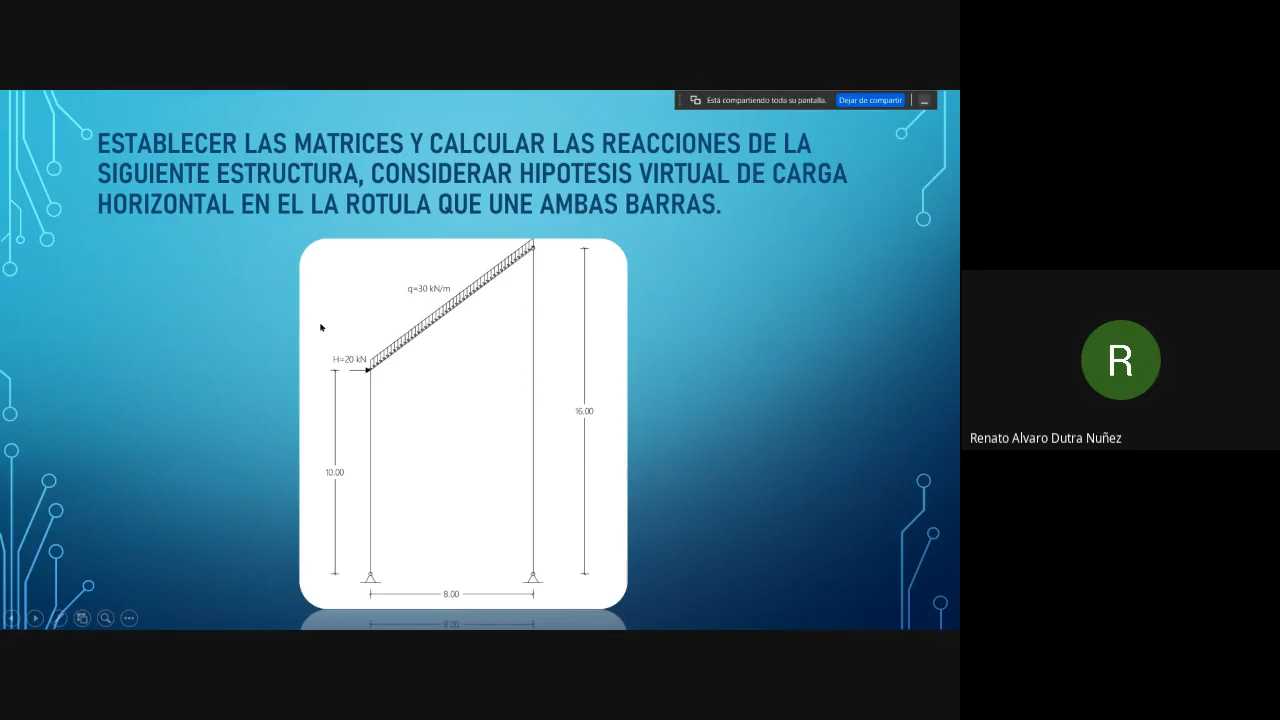 Está compartiendo toda su pantalla. Dejar de compartir
ESTABLECER LAS MATRICES Y CALCULAR LAS REACCIONES DE LA
SIGUIENTE ESTRUCTURA, CONSIDERAR HIPOTESIS VIRTUAL DE CARGA
HORIZONTAL EN EL LA ROTULA QUE UNE AMBAS BARRAS.
q=30 kN/m
H=20 kN
16.00
10.00
8.00
8.00
R
Renato Alvaro Dutra Nuñez